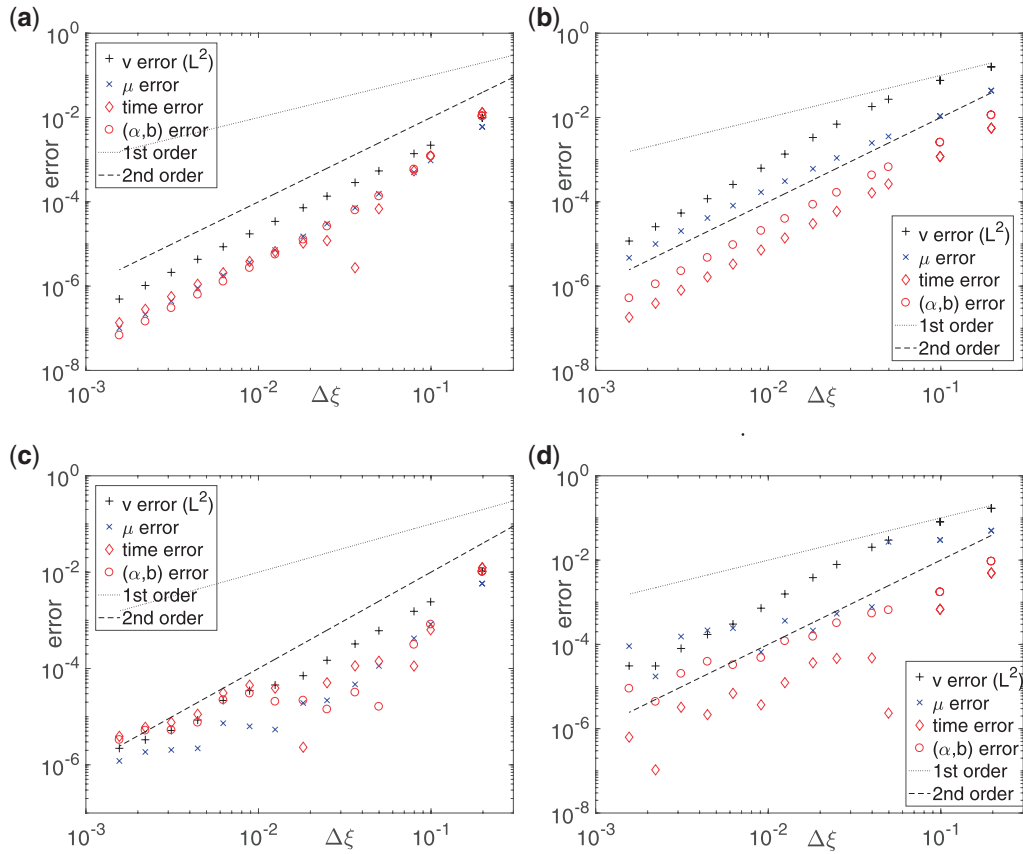 (a)
10^0
10^-2
10^-4
10^-6
10^-8
error
v error (L^2)
μ error
time error
(α,b) error
1st order
2nd order
10^-3
10^-2
10^-1
Δξ
(b)
10^0
10^-2
10^-4
10^-6
10^-8
error
v error (L^2)
μ error
time error
(α,b) error
1st order
2nd order
10^-3
10^-2
10^-1
Δξ
(c)
10^0
10^-2
10^-4
10^-6
error
v error (L^2)
μ error
time error
(α,b) error
1st order
2nd order
10^-3
10^-2
10^-1
Δξ
(d)
10^0
10^-2
10^-4
10^-6
10^-8
error
v error (L^2)
μ error
time error
(α,b) error
1st order
2nd order
10^-3
10^-2
10^-1
Δξ